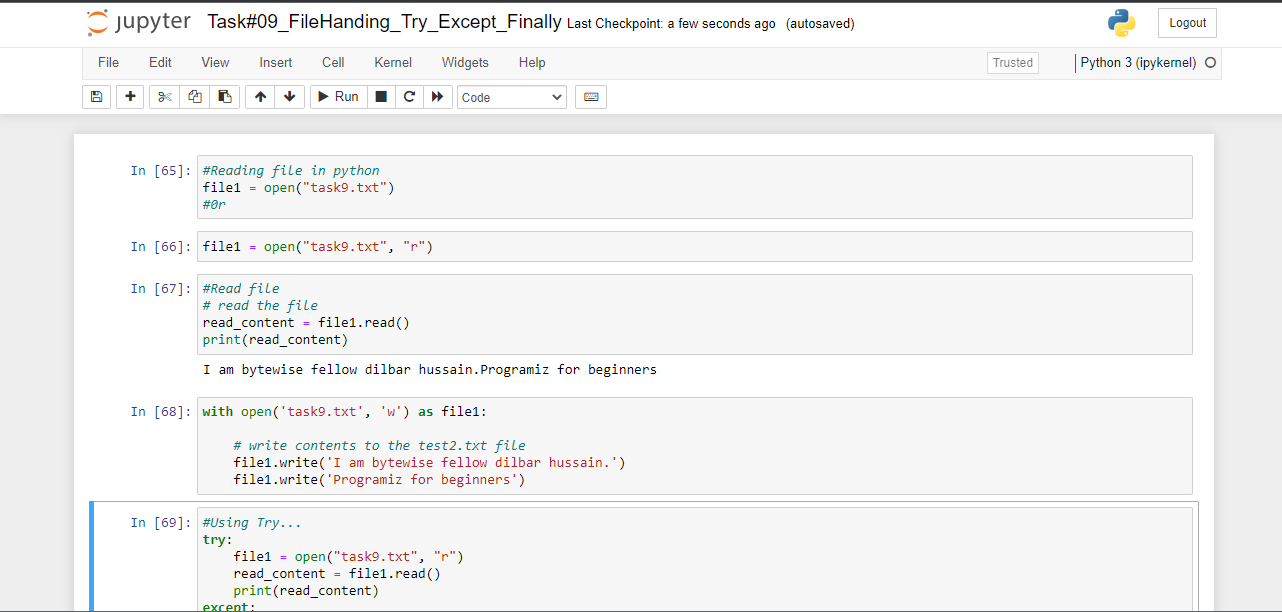 jupyter Task#09_FileHanding_Try_Except_Finally Last Checkpoint: a few seconds ago (autosaved) Logout
File Edit View Insert Cell Kernel Widgets Help Trusted Python 3 (ipykernel)
Run Code
In [65]: #Reading file in python
file1 = open("task9.txt")
#0r
In [66]: file1 = open("task9.txt", "r")
In [67]: #Read file
# read the file
read_content = file1.read()
print(read_content)
I am bytewise fellow dilbar hussain.Programiz for beginners
In [68]: with open('task9.txt', 'w') as file1:
# write contents to the test2.txt file
file1.write('I am bytewise fellow dilbar hussain.')
file1.write('Programiz for beginners')
In [69]: #Using Try...
try:
file1 = open("task9.txt", "r")
read_content = file1.read()
print(read_content)
except: